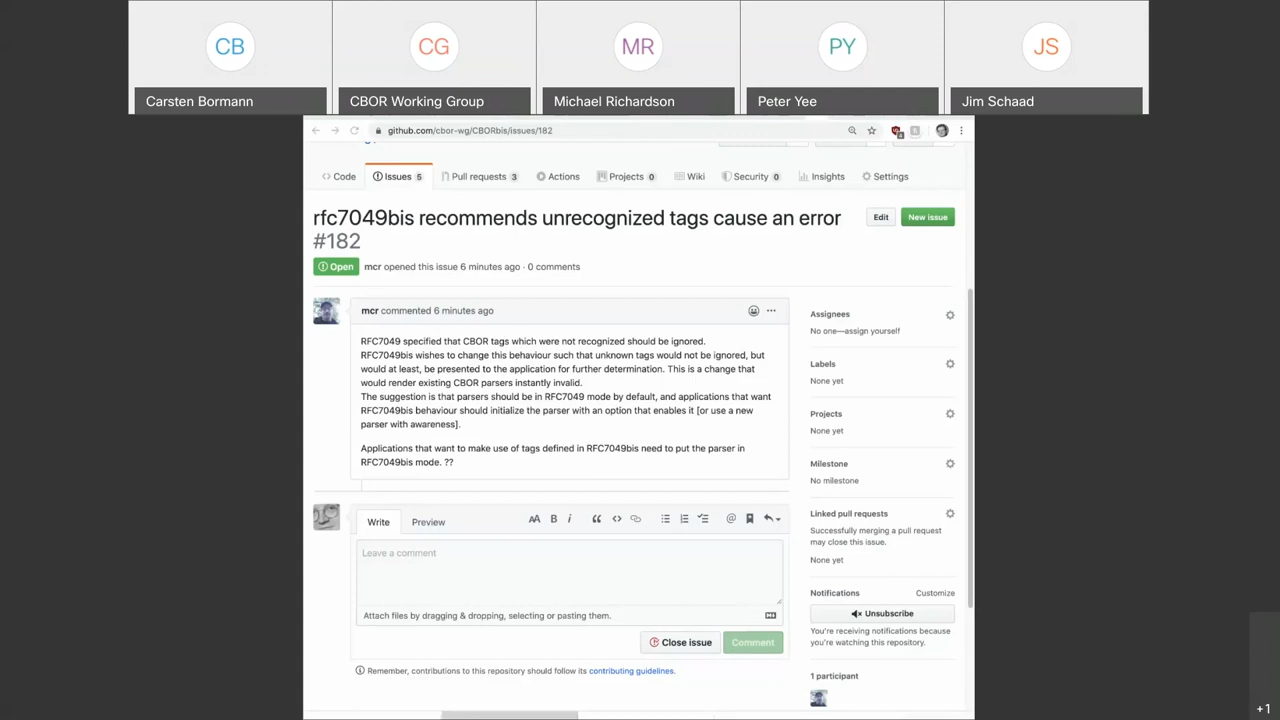 CB
CG
MR
PY
JS
Carsten Bormann
CBOR Working Group
Michael Richardson
Peter Yee
Jim Schaad
github.com/cbor-wg/CBORbis/issues/182
Code
Issues 5
Pull requests 3
Actions
Projects 0
Wiki
Security 0
Insights
Settings
rfc7049bis recommends unrecognized tags cause an error
#182
Edit
New issue
Open
mcr opened this issue 6 minutes ago · 0 comments
mcr commented 6 minutes ago
RFC7049 specified that CBOR tags which were not recognized should be ignored.
RFC7049bis wishes to change this behaviour such that unknown tags would not be ignored, but
would at least, be presented to the application for further determination. This is a change that
would render existing CBOR parsers instantly invalid.
The suggestion is that parsers should be in RFC7049 mode by default, and applications that want
RFC7049bis behaviour should initialize the parser with an option that enables it [or use a new
parser with awareness].
Applications that want to make use of tags defined in RFC7049bis need to put the parser in
RFC7049bis mode. ??
Write
Preview
AA B i
Leave a comment
Attach files by dragging & dropping, selecting or pasting them.
Close issue
Comment
Remember, contributions to this repository should follow its contributing guidelines.
Assignees
No one—assign yourself
Labels
None yet
Projects
None yet
Milestone
No milestone
Linked pull requests
Successfully merging a pull request
may close this issue.
None yet
Notifications
Customize
Unsubscribe
You're receiving notifications because
you're watching this repository.
1 participant
+1